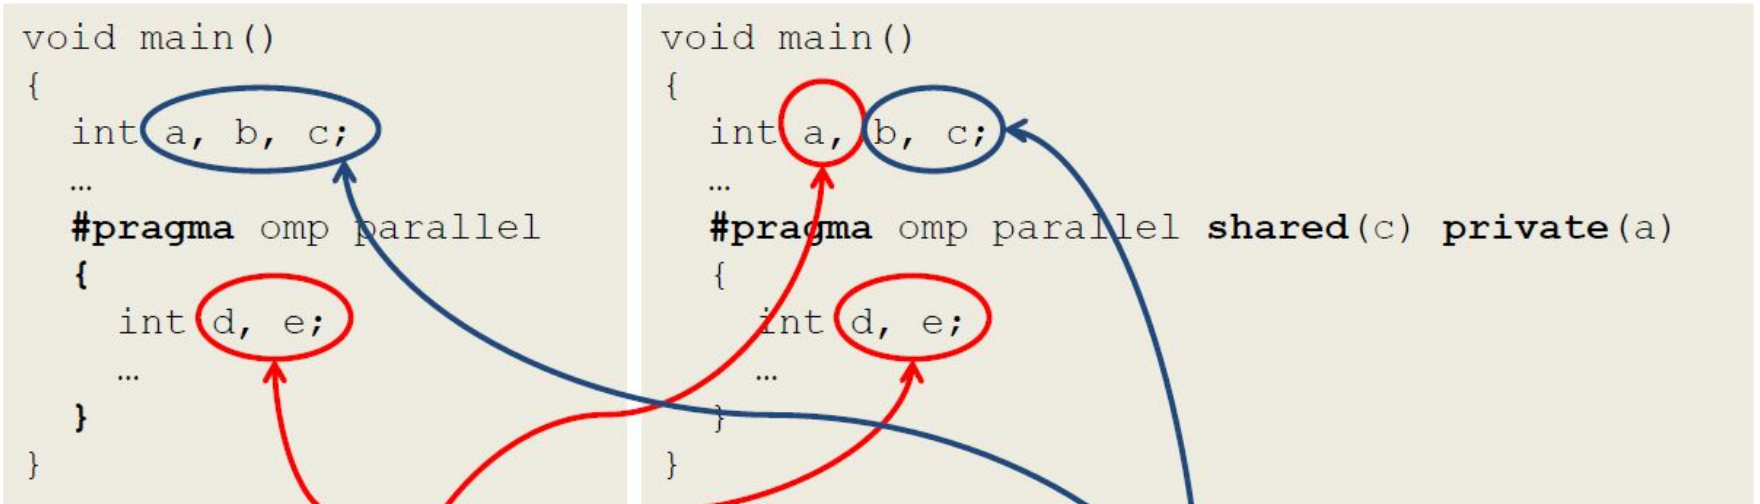 void main()
{
int a, b, c;
…
#pragma omp parallel
{
int d, e;
…
}
}
void main()
{
int a, b, c;
…
#pragma omp parallel shared(c) private(a)
{
int d, e;
…
}
}